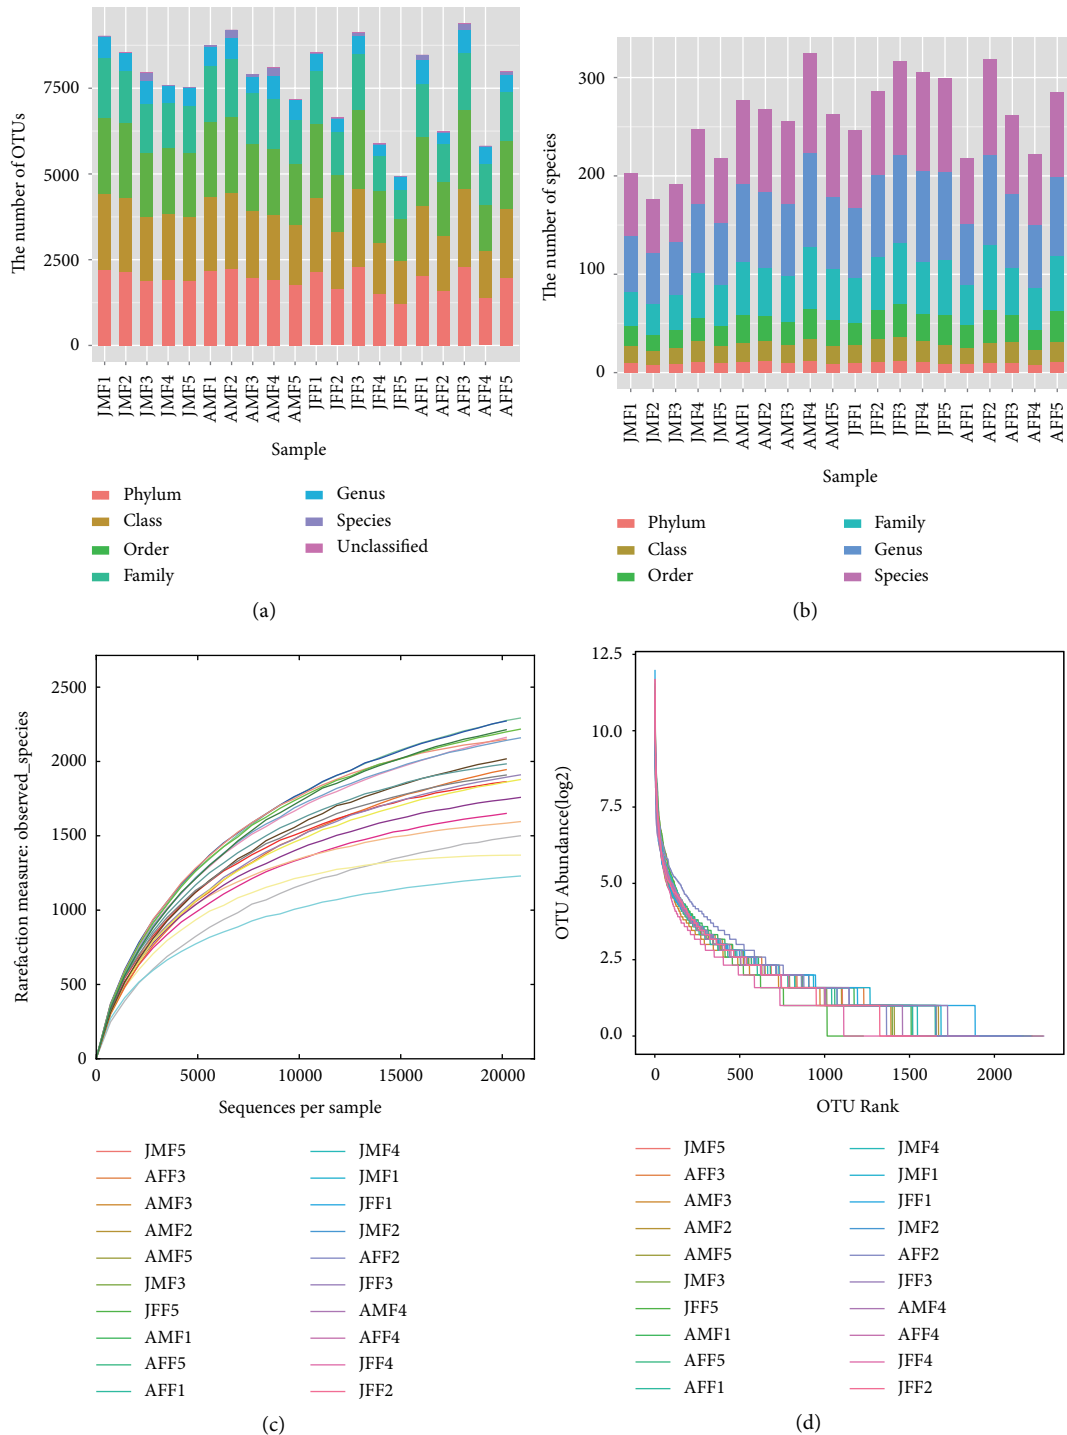 The number of OTUs
7500
5000
2500
0
JMF1 JMF2 JMF3 JMF4 JMF5 AMF1 AMF2 AMF3 AMF4 AMF5 JFF1 JFF2 JFF3 JFF4 JFF5 AFF1 AFF2 AFF3 AFF4 AFF5
Sample
Phylum
Class
Order
Family
Genus
Species
Unclassified
(a)
The number of species
300
200
100
0
JMF1 JMF2 JMF3 JMF4 JMF5 AMF1 AMF2 AMF3 AMF4 AMF5 JFF1 JFF2 JFF3 JFF4 JFF5 AFF1 AFF2 AFF3 AFF4 AFF5
Sample
Phylum
Class
Order
Family
Genus
Species
(b)
Rarefaction measure: observed_species
2500
2000
1500
1000
500
0
0 5000 10000 15000 20000
Sequences per sample
JMF5
AFF3
AMF3
AMF2
AMF5
JMF3
JFF5
AMF1
AFF5
AFF1
JMF4
JMF1
JFF1
JMF2
AFF2
JFF3
AMF4
AFF4
JFF4
JFF2
(c)
OTU Abundance(log2)
12.5
10.0
7.5
5.0
2.5
0.0
0 500 1000 1500 2000
OTU Rank
JMF5
AFF3
AMF3
AMF2
AMF5
JMF3
JFF5
AMF1
AFF5
AFF1
JMF4
JMF1
JFF1
JMF2
AFF2
JFF3
AMF4
AFF4
JFF4
JFF2
(d)